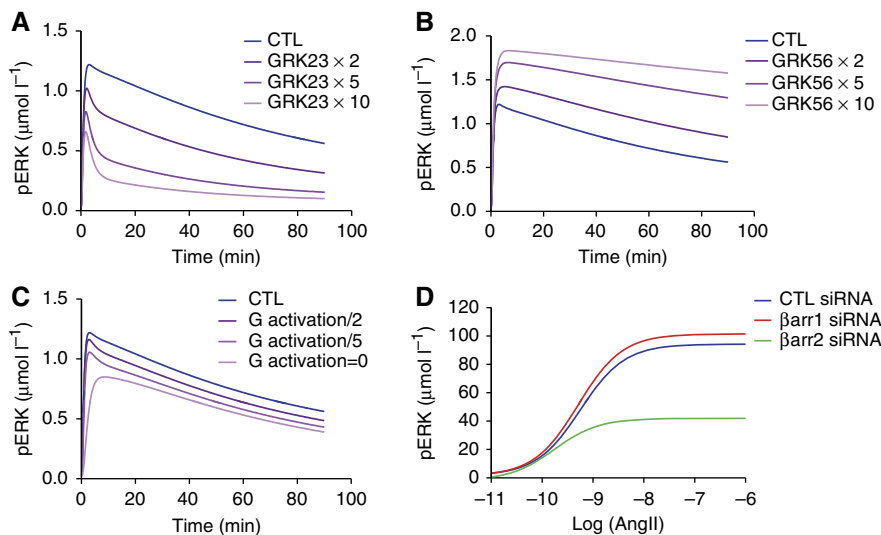 A
pERK (μmol l⁻¹)
1.5
1.0
0.5
0.0
0 20 40 60 80 100
Time (min)
CTL
GRK23 × 2
GRK23 × 5
GRK23 × 10
B
pERK (μmol l⁻¹)
2.0
1.5
1.0
0.5
0.0
0 20 40 60 80 100
Time (min)
CTL
GRK56 × 2
GRK56 × 5
GRK56 × 10
C
pERK (μmol l⁻¹)
1.5
1.0
0.5
0.0
0 20 40 60 80 100
Time (min)
CTL
G activation/2
G activation/5
G activation=0
D
pERK (μmol l⁻¹)
120
100
80
60
40
20
0
–11 –10 –9 –8 –7 –6
Log (AngII)
CTL siRNA
βarr1 siRNA
βarr2 siRNA